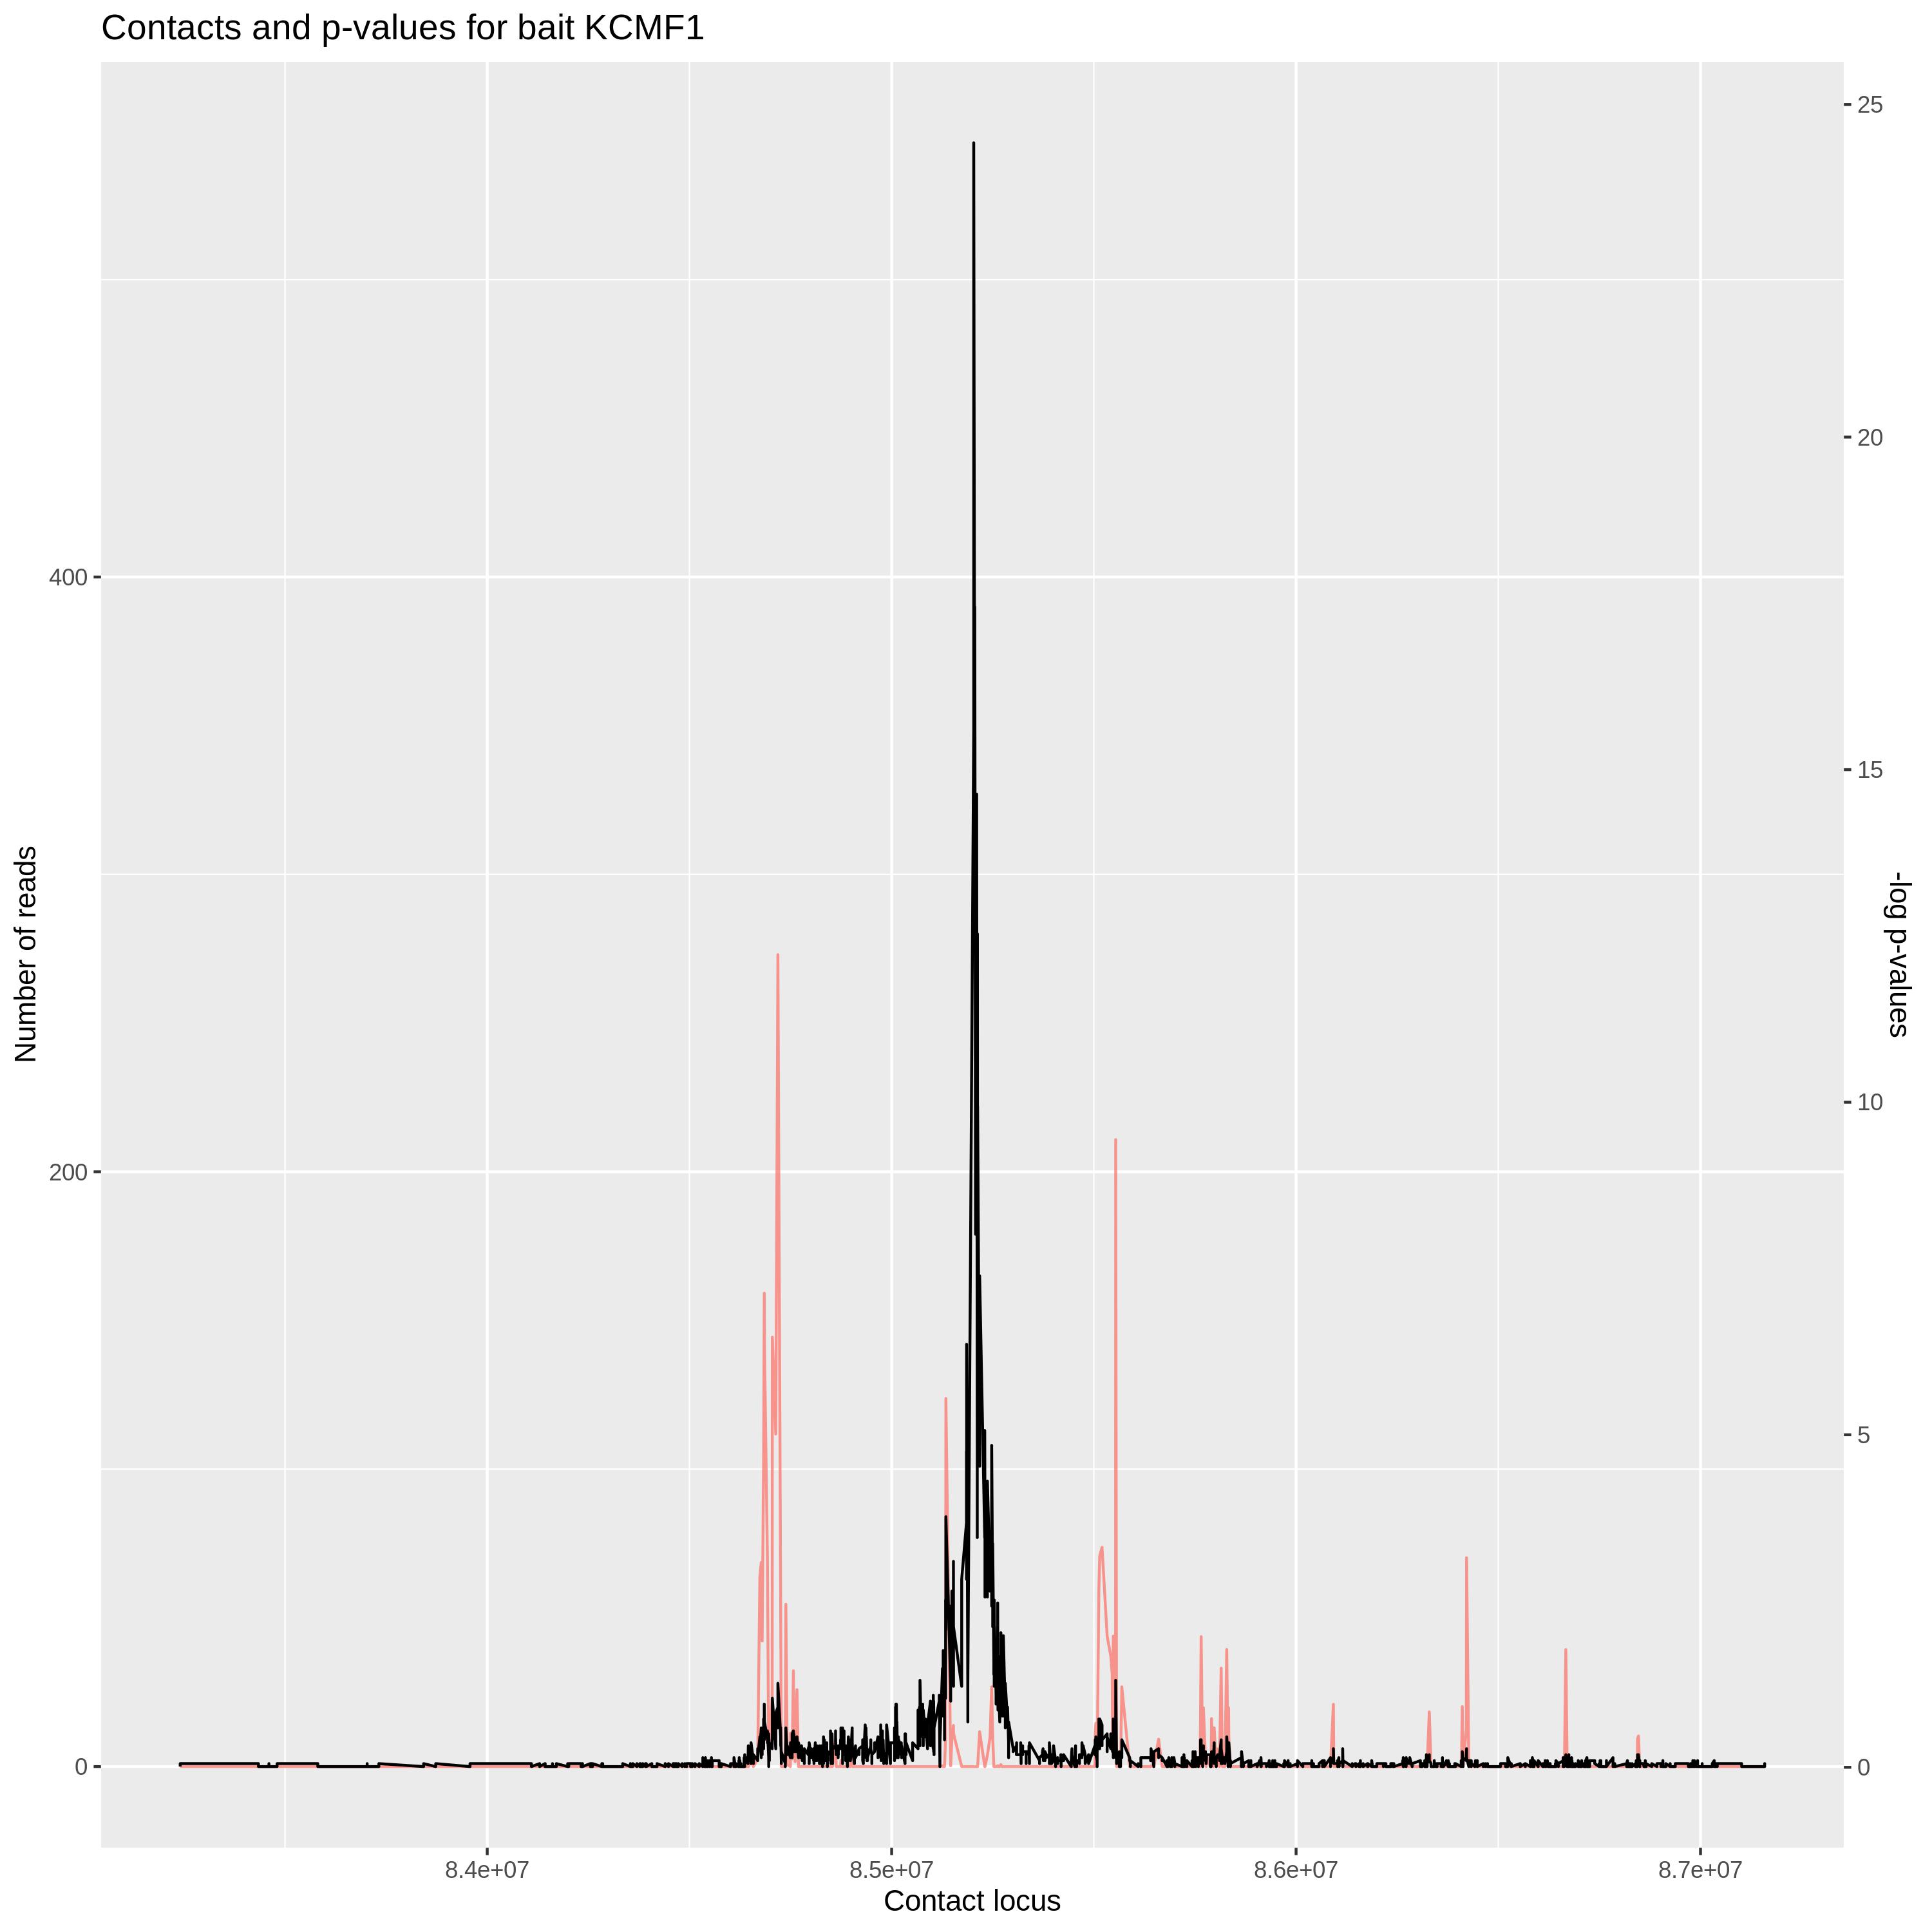 Contacts and p-values for bait KCMF1
Number of reads
400
200
0
25
20
15
10
5
0
-log p-values
8.4e+07
8.5e+07
8.6e+07
8.7e+07
Contact locus